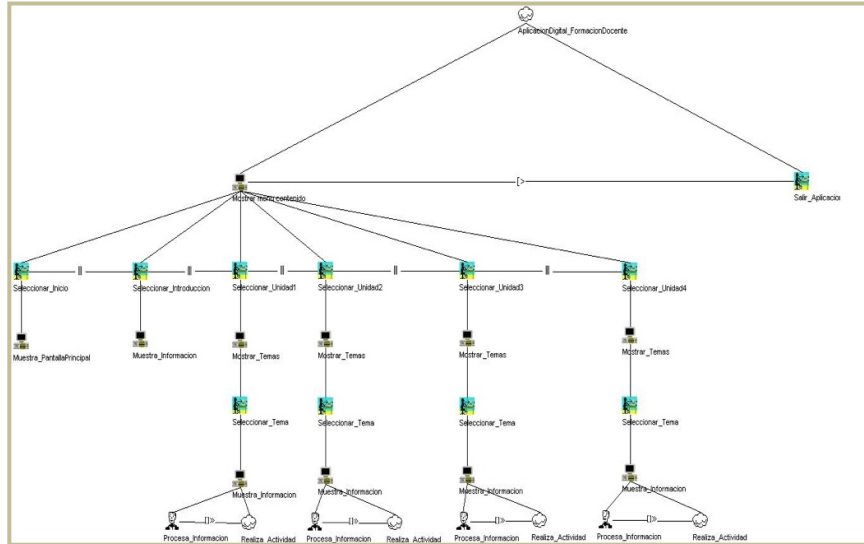 AplicacionDigital_FormacionDocente
[>
Mostrar menu contenido
Salir_Aplicacion
|| || || || ||
Seleccionar_Inicio Seleccionar_Introduccion Seleccionar_Unidad1 Seleccionar_Unidad2 Seleccionar_Unidad3 Seleccionar_Unidad4
Muestra_PantallaPrincipal Muestra_Informacion Mostrar_Temas Mostrar_Temas Mostrar_Temas Mostrar_Temas
Seleccionar_Tema Seleccionar_Tema Seleccionar_Tema Seleccionar_Tema
Muestra_Informacion Muestra_Informacion Muestra_Informacion Muestra_Informacion
[]» []» []» []»
Procesa_Informacion Realiza_Actividad Procesa_Informacion Realiza_Actividad Procesa_Informacion Realiza_Actividad Procesa_Informacion Realiza_Actividad